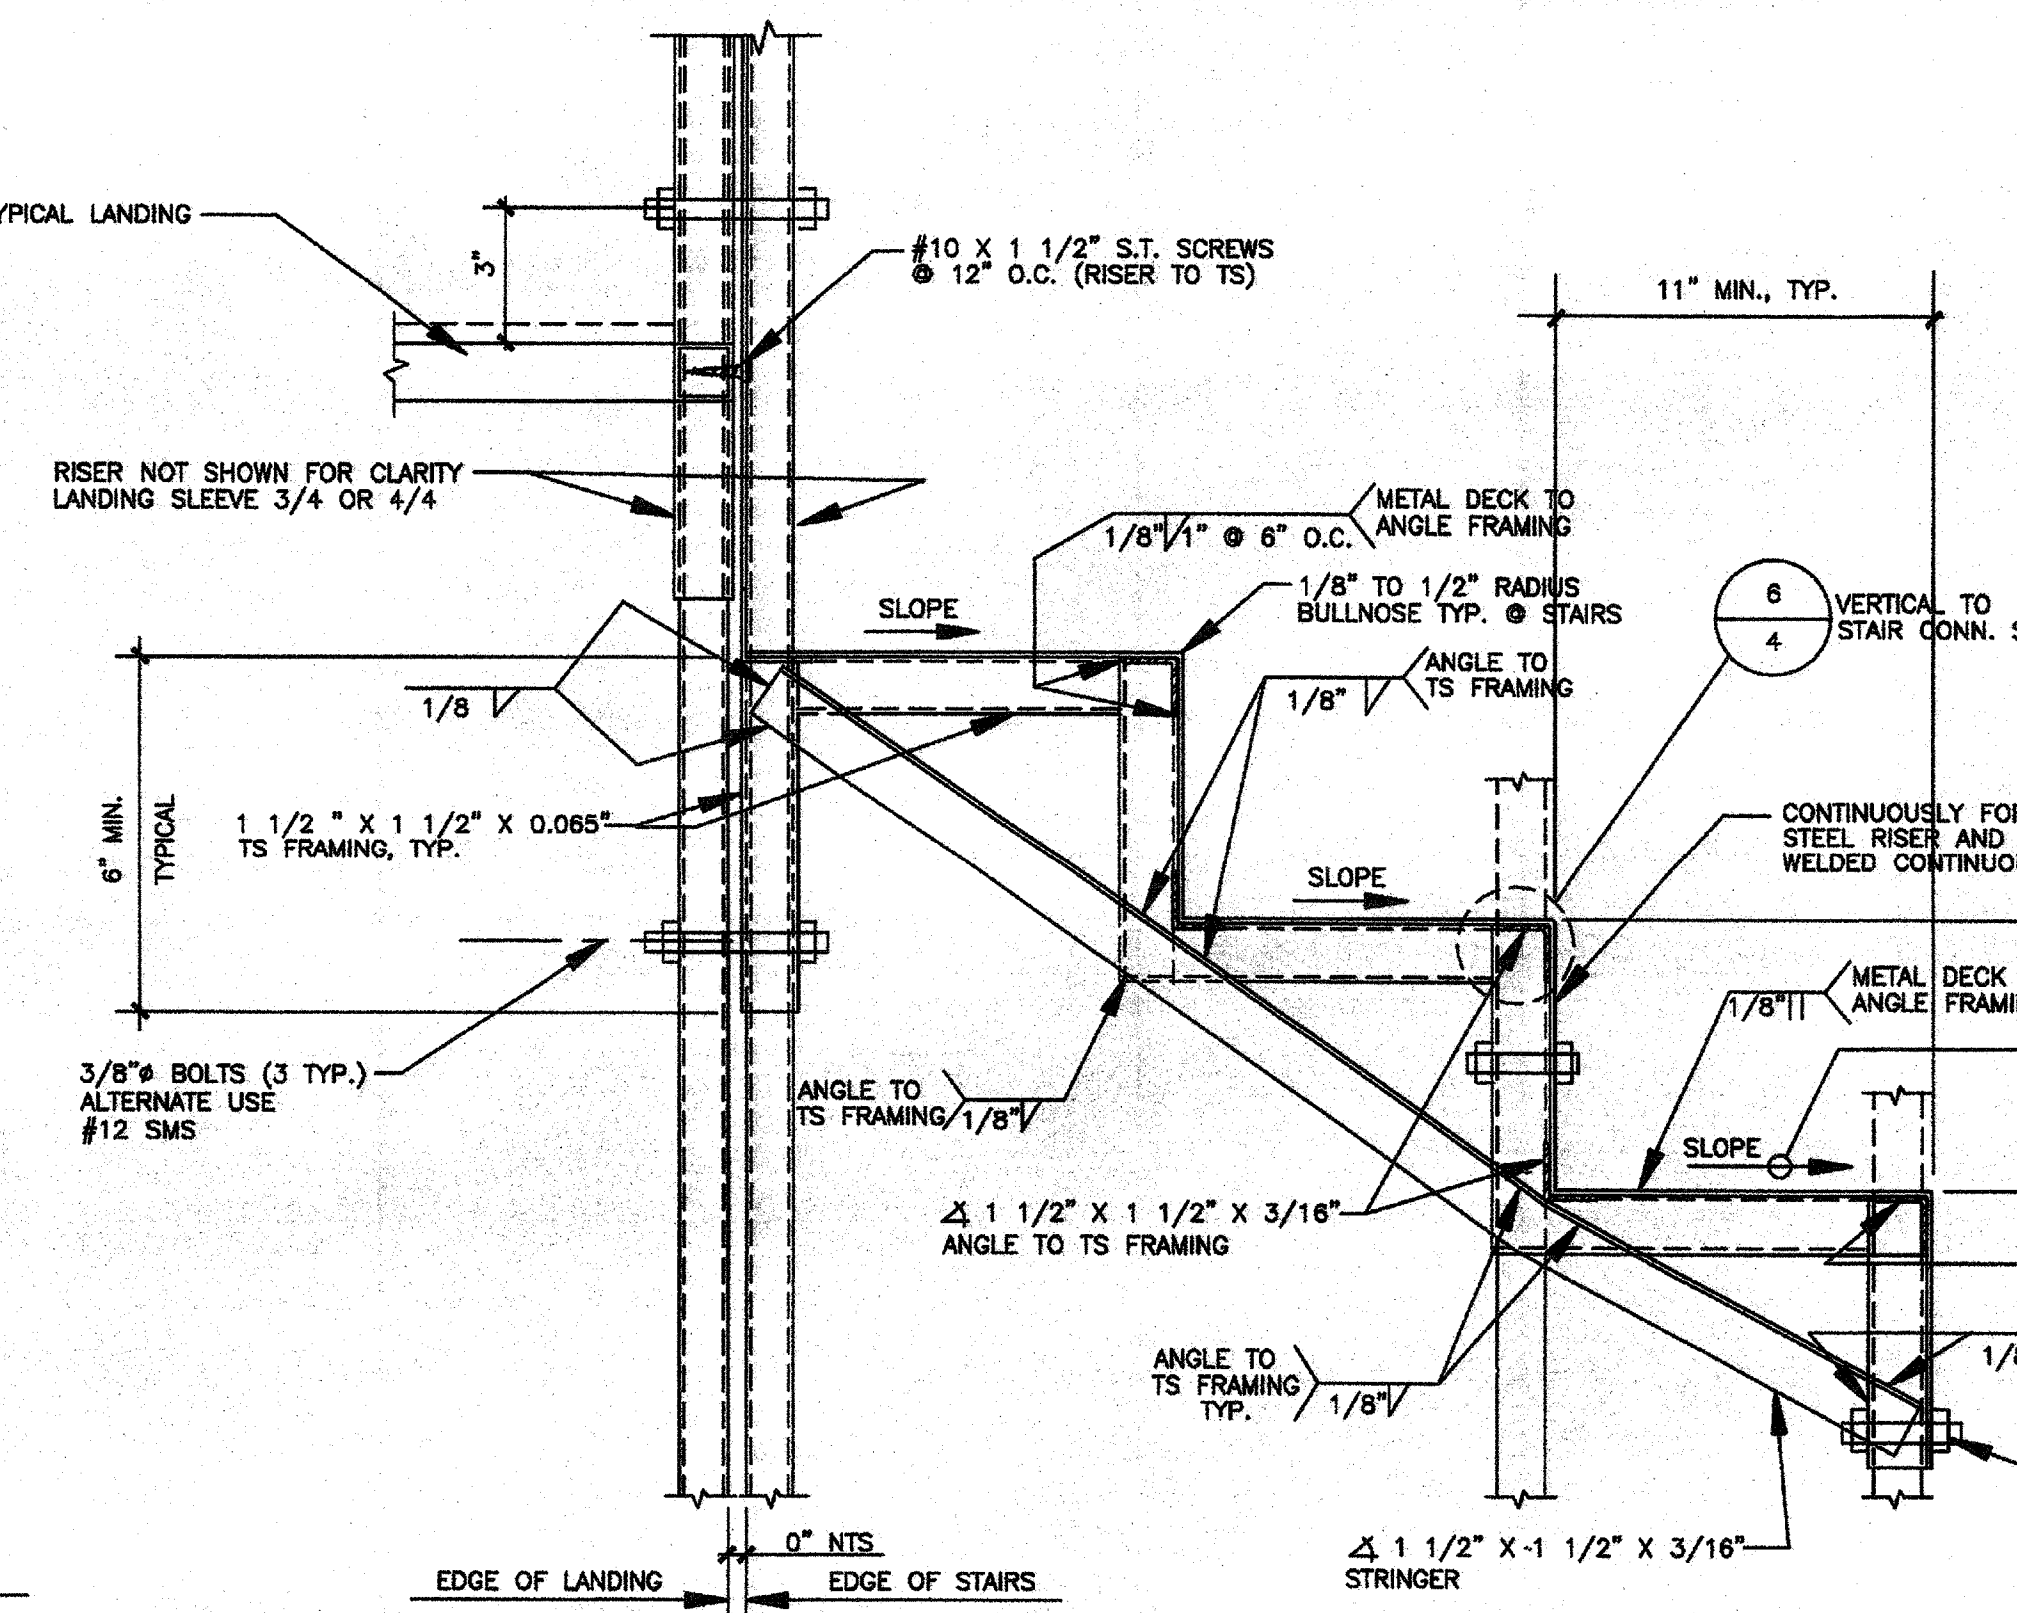 YPICAL LANDING
3"
#10 X 1 1/2" S.T. SCREWS
@ 12" O.C. (RISER TO TS)
11" MIN., TYP.
RISER NOT SHOWN FOR CLARITY
LANDING SLEEVE 3/4 OR 4/4
METAL DECK TO
ANGLE FRAMING
1/8" 1" @ 6" O.C.
1/8" TO 1/2" RADIUS
BULLNOSE TYP. @ STAIRS
SLOPE
6
4
VERTICAL TO
STAIR CONN. S
ANGLE TO
TS FRAMING
1/8"
1/8
6" MIN.
TYPICAL
1 1/2 " X 1 1/2" X 0.065"
TS FRAMING, TYP.
CONTINUOUSLY FO
STEEL RISER AND
WELDED CONTINUO
SLOPE
METAL DECK
ANGLE FRAMI
1/8"
3/8"ø BOLTS (3 TYP.)
ALTERNATE USE
#12 SMS
ANGLE TO
TS FRAMING
1/8"
SLOPE
∡ 1 1/2" X 1 1/2" X 3/16"
ANGLE TO TS FRAMING
ANGLE TO
TS FRAMING
TYP.
1/8"
1/8
∡ 1 1/2" X 1 1/2" X 3/16"
STRINGER
0" NTS
EDGE OF LANDING
EDGE OF STAIRS